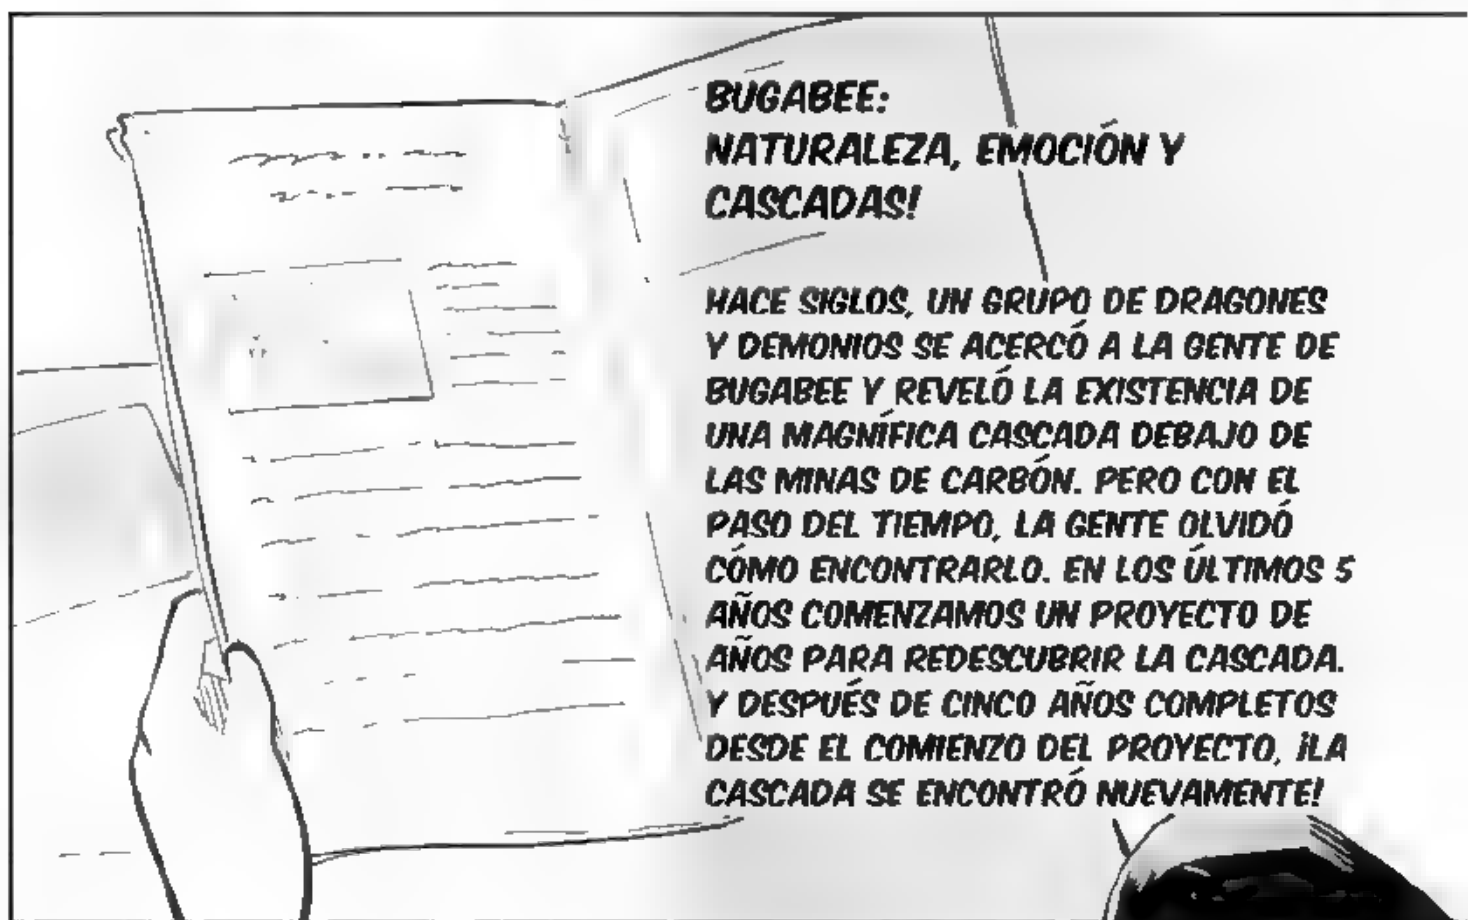 BUGABEE:
NATURALEZA, EMOCIÓN Y
CASCADAS!
HACE SIGLOS, UN GRUPO DE DRAGONES
Y DEMONIOS SE ACERCÓ A LA GENTE DE
BUGABEE Y REVELÓ LA EXISTENCIA DE
UNA MAGNÍFICA CASCADA DEBAJO DE
LAS MINAS DE CARBÓN. PERO CON EL
PASO DEL TIEMPO, LA GENTE OLVIDÓ
CÓMO ENCONTRARLO. EN LOS ÚLTIMOS 5
AÑOS COMENZAMOS UN PROYECTO DE
AÑOS PARA REDESCUBRIR LA CASCADA.
Y DESPUÉS DE CINCO AÑOS COMPLETOS
DESDE EL COMIENZO DEL PROYECTO, ¡LA
CASCADA SE ENCONTRÓ NUEVAMENTE!